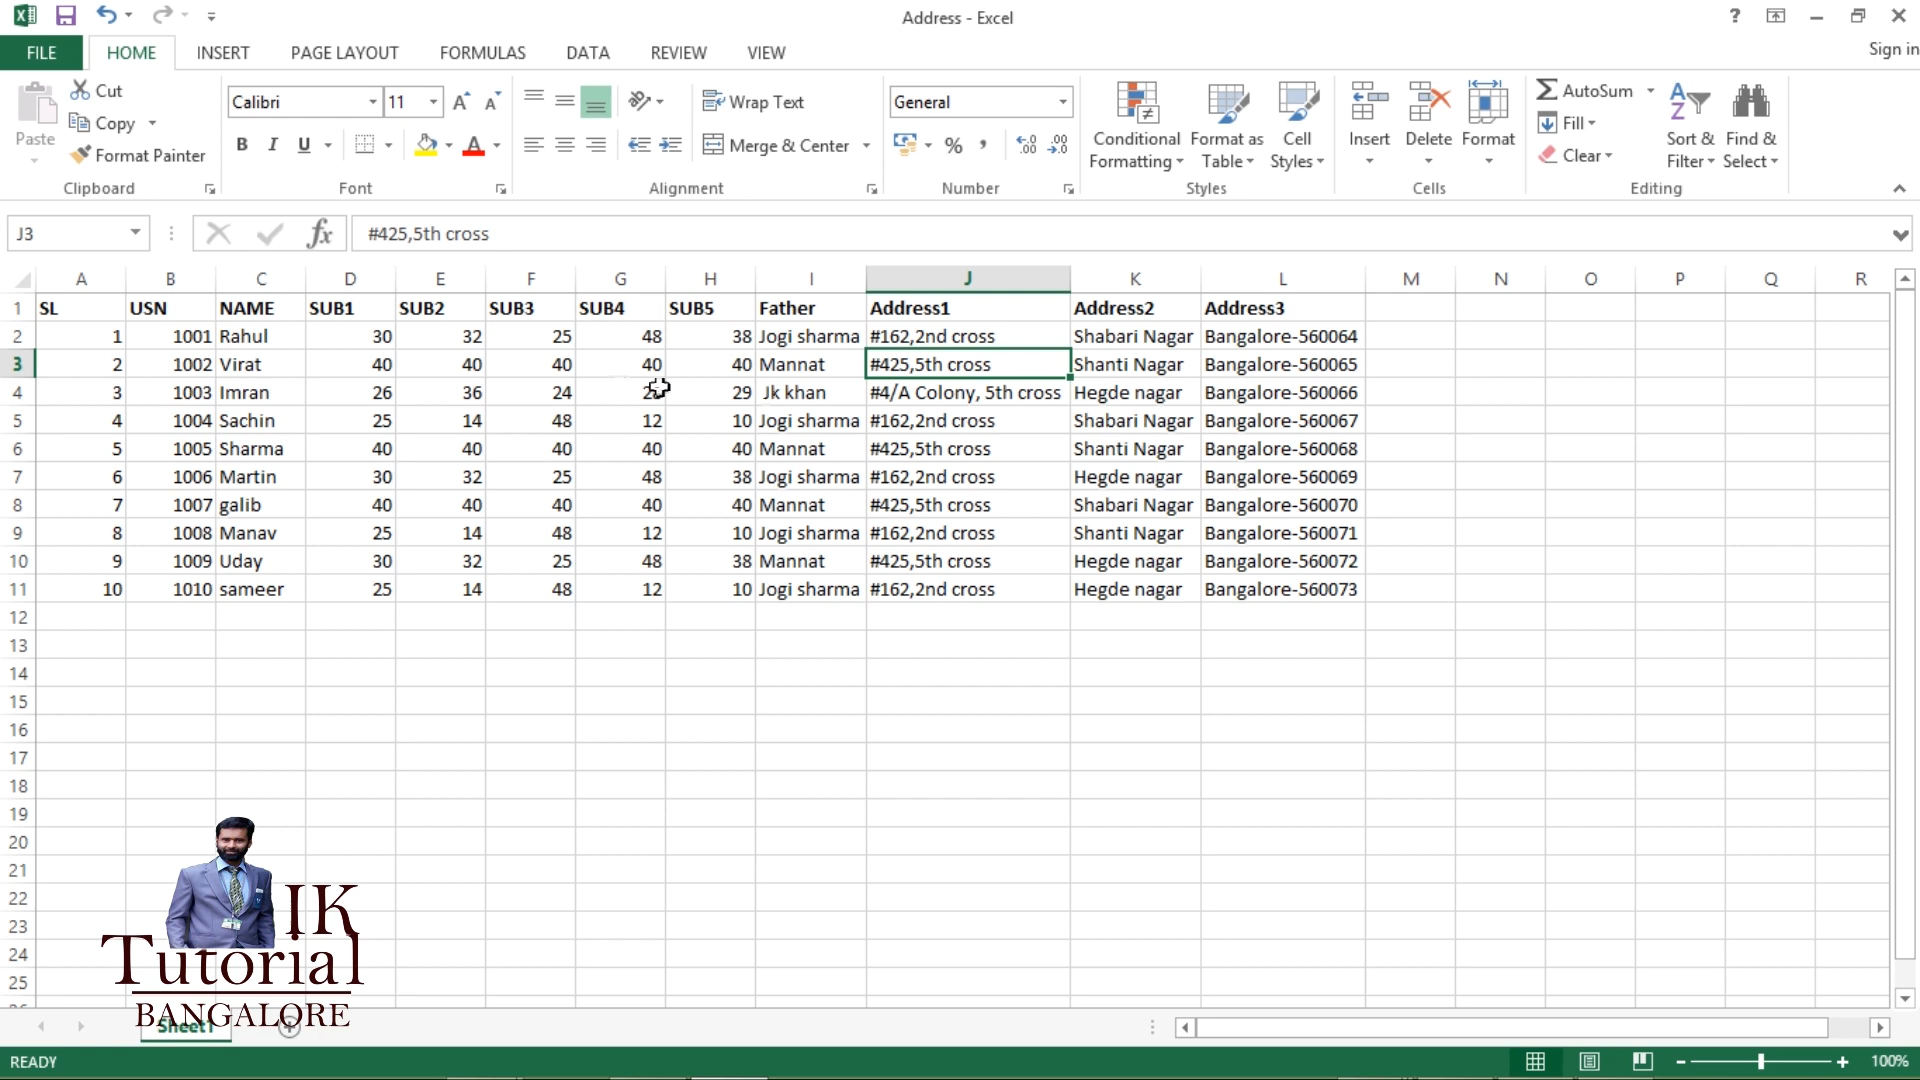 Address - Excel
?
Sign in
FILE HOME INSERT PAGE LAYOUT FORMULAS DATA REVIEW VIEW
Paste
Cut
Copy
Format Painter
Clipboard
Calibri 11
B I U
Font
Wrap Text
Merge & Center
Alignment
General
%
Number
Conditional Formatting
Format as Table
Cell Styles
Styles
Insert
Delete
Format
Cells
AutoSum
Fill
Clear
Sort & Filter
Find & Select
Editing
J3 fx #425,5th cross
A B C D E F G H I J K L M N O P Q R
1 SL USN NAME SUB1 SUB2 SUB3 SUB4 SUB5 Father Address1 Address2 Address3
2 1 1001 Rahul 30 32 25 48 38 Jogi sharma #162,2nd cross Shabari Nagar Bangalore-560064
3 2 1002 Virat 40 40 40 40 40 Mannat #425,5th cross Shanti Nagar Bangalore-560065
4 3 1003 Imran 26 36 24 29 Jk khan #4/A Colony, 5th cross Hegde nagar Bangalore-560066
5 4 1004 Sachin 25 14 48 12 10 Jogi sharma #162,2nd cross Shabari Nagar Bangalore-560067
6 5 1005 Sharma 40 40 40 40 40 Mannat #425,5th cross Shanti Nagar Bangalore-560068
7 6 1006 Martin 30 32 25 48 38 Jogi sharma #162,2nd cross Hegde nagar Bangalore-560069
8 7 1007 galib 40 40 40 40 40 Mannat #425,5th cross Shabari Nagar Bangalore-560070
9 8 1008 Manav 25 14 48 12 10 Jogi sharma #162,2nd cross Shanti Nagar Bangalore-560071
10 9 1009 Uday 30 32 25 48 38 Mannat #425,5th cross Hegde nagar Bangalore-560072
11 10 1010 sameer 25 14 48 12 10 Jogi sharma #162,2nd cross Hegde nagar Bangalore-560073
12
13
14
15
16
17
18
19
20
21
22
23
24
25
IK
Tutorial
BANGALORE
Sheet1
READY 100%